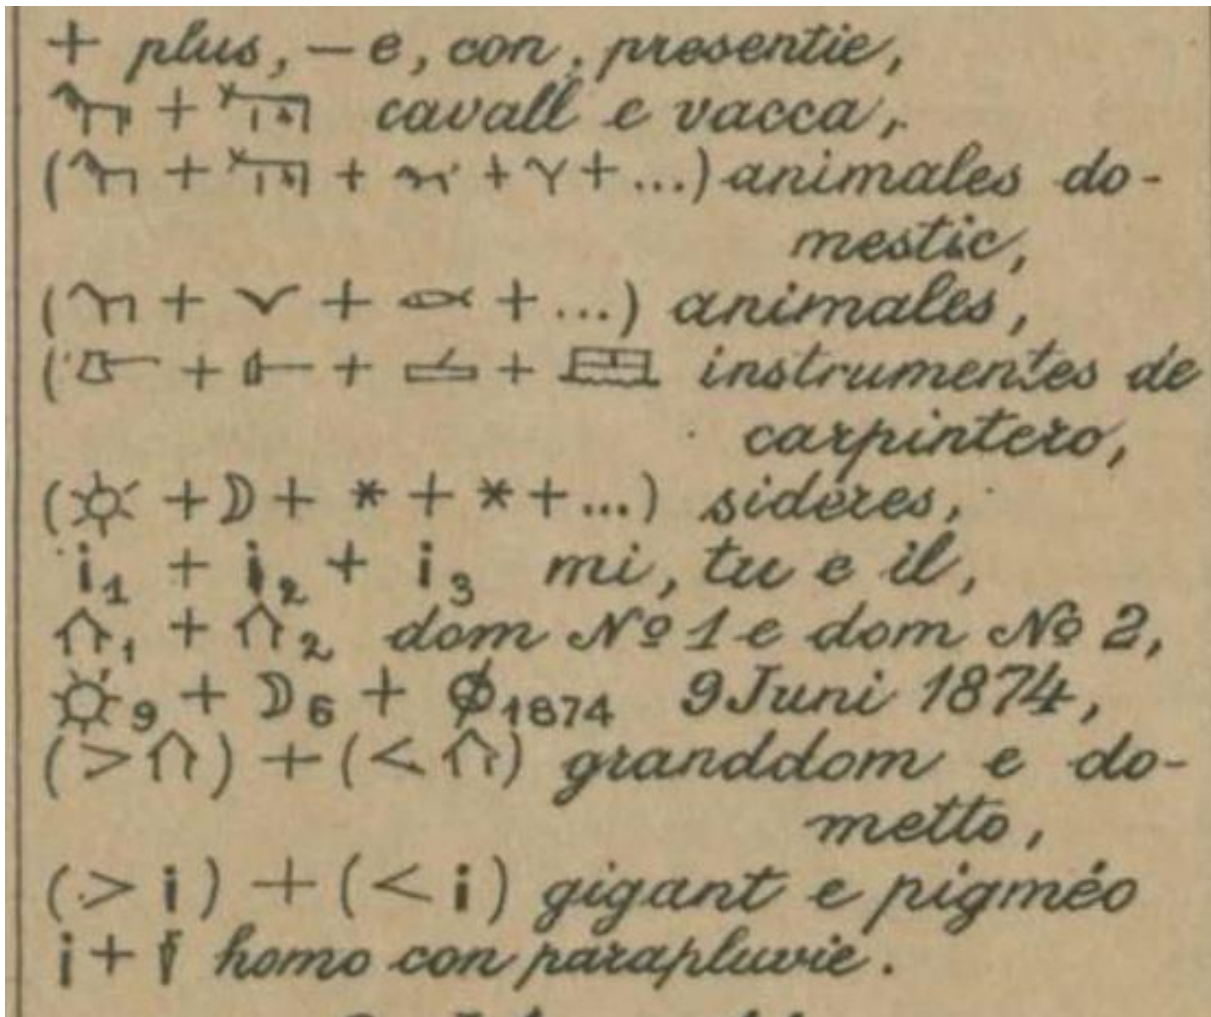 + plus, – e, con, presentie,
+ cavall e vacca,
( + + + + ...) animales do-
mestic,
( + + + ...) animales,
( + + + instrumentes de
carpintero,
( + + * + * + ...) sideres,
i1 + i2 + i3 mi, tu e il,
1 + 2 dom Nº 1 e dom Nº 2,
9 + 6 + 1874 9 Juni 1874,
(> ) + (< ) granddom e do-
metto,
(> i) + (< i) gigant e pigméo
i + homo con parapluvie.